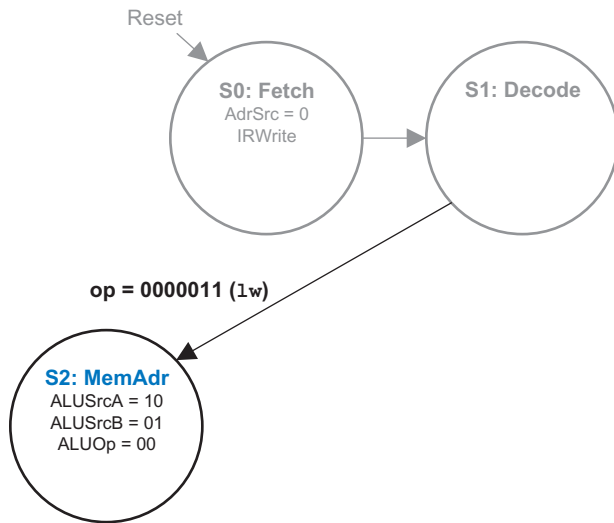 Reset
S0: Fetch
AdrSrc = 0
IRWrite
S1: Decode
op = 0000011 (lw)
S2: MemAdr
ALUSrcA = 10
ALUSrcB = 01
ALUOp = 00